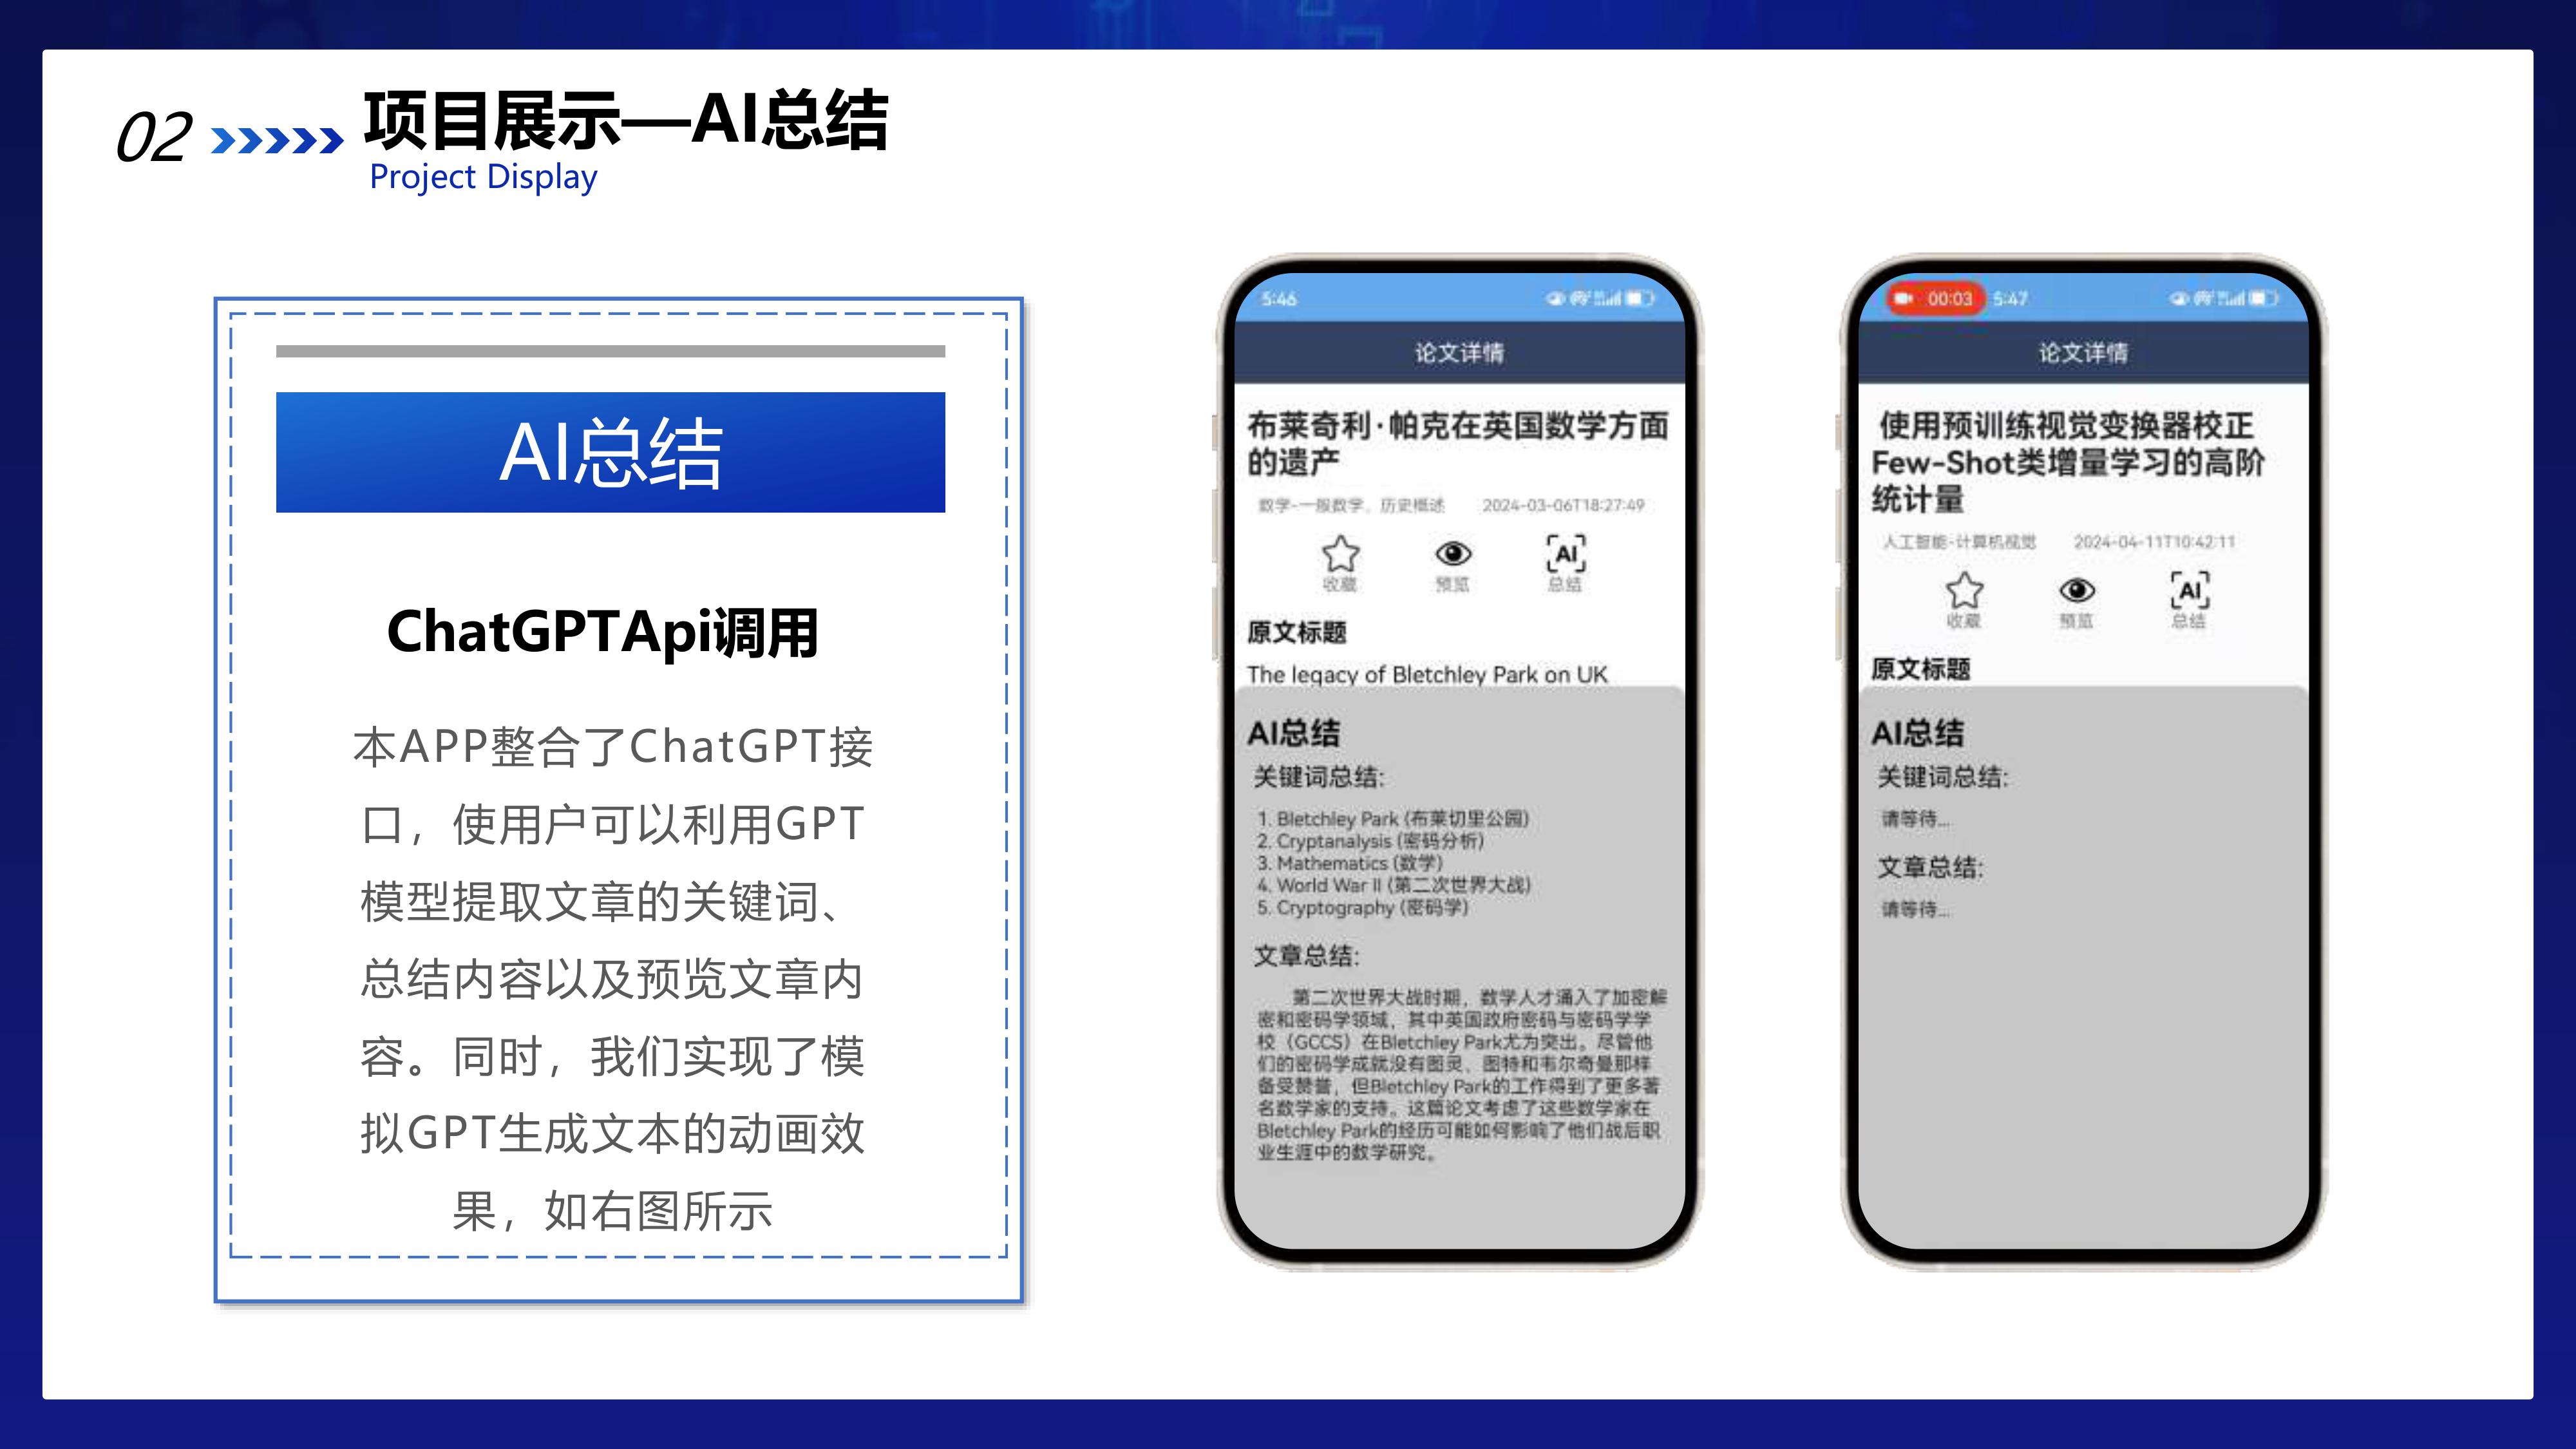 02
项目展示—AI总结
Project Display
AI总结
ChatGPTApi调用
本APP整合了ChatGPT接
口，使用户可以利用GPT
模型提取文章的关键词、
总结内容以及预览文章内
容。同时，我们实现了模
拟GPT生成文本的动画效
果，如右图所示
5:46
论文详情
布莱奇利·帕克在英国数学方面
的遗产
数学-一般数学、历史概述 2024-03-06T18:27:49
收藏 预览 AI 总结
原文标题
The legacy of Bletchley Park on UK
AI总结
关键词总结:
1. Bletchley Park (布莱切里公园)
2. Cryptanalysis (密码分析)
3. Mathematics (数学)
4. World War II (第二次世界大战)
5. Cryptography (密码学)
文章总结:
第二次世界大战时期，数学人才涌入了加密解
密和密码学领域，其中英国政府密码与密码学学
校（GCCS）在Bletchley Park尤为突出。尽管他
们的密码学成就没有图灵、图特和韦尔奇曼那样
备受赞誉，但Bletchley Park的工作得到了更多著
名数学家的支持。这篇论文考虑了这些数学家在
Bletchley Park的经历可能如何影响了他们战后职
业生涯中的数学研究。
00:03 5:47
论文详情
使用预训练视觉变换器校正
Few-Shot类增量学习的高阶
统计量
人工智能-计算机视觉 2024-04-11T10:42:11
收藏 预览 AI 总结
原文标题
AI总结
关键词总结:
请等待...
文章总结:
请等待...